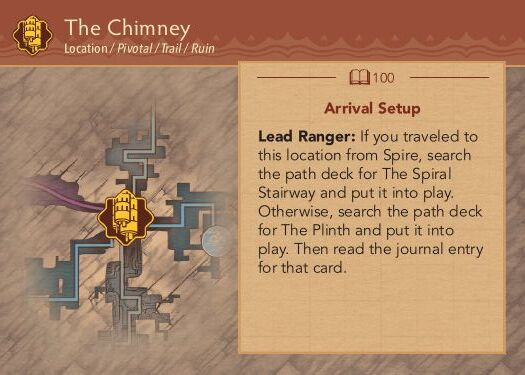 The Chimney
Location / Pivotal / Trail / Ruin
100
Arrival Setup
Lead Ranger: If you traveled to
this location from Spire, search
the path deck for The Spiral
Stairway and put it into play.
Otherwise, search the path deck
for The Plinth and put it into
play. Then read the journal entry
for that card.